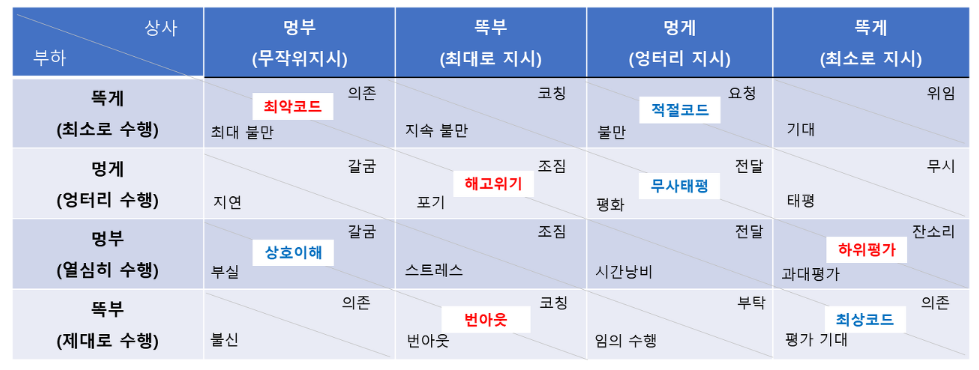 상사
부하
멍부
(무작위지시)
똑부
(최대로 지시)
멍게
(엉터리 지시)
똑게
(최소로 지시)
똑게
(최소로 수행)
의존
최악코드
최대 불만
코칭
지속 불만
요청
적절코드
불만
위임
기대
멍게
(엉터리 수행)
갈굼
지연
조짐
해고위기
포기
전달
무사태평
평화
무시
태평
멍부
(열심히 수행)
갈굼
상호이해
부실
조짐
스트레스
전달
시간낭비
잔소리
하위평가
과대평가
똑부
(제대로 수행)
의존
불신
코칭
번아웃
번아웃
부탁
임의 수행
의존
최상코드
평가 기대